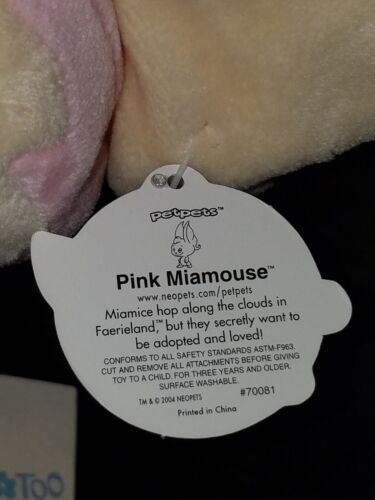 petpets™
Pink Miamouse™
www.neopets.com/petpets
Miamice hop along the clouds in
Faerieland,™ but they secretly want to
be adopted and loved!
CONFORMS TO ALL SAFETY STANDARDS ASTM-F963.
CUT AND REMOVE ALL ATTACHMENTS BEFORE GIVING
TOY TO A CHILD. FOR THREE YEARS AND OLDER.
SURFACE WASHABLE.
TM & © 2004 NEOPETS #70081
Printed in China
TOO